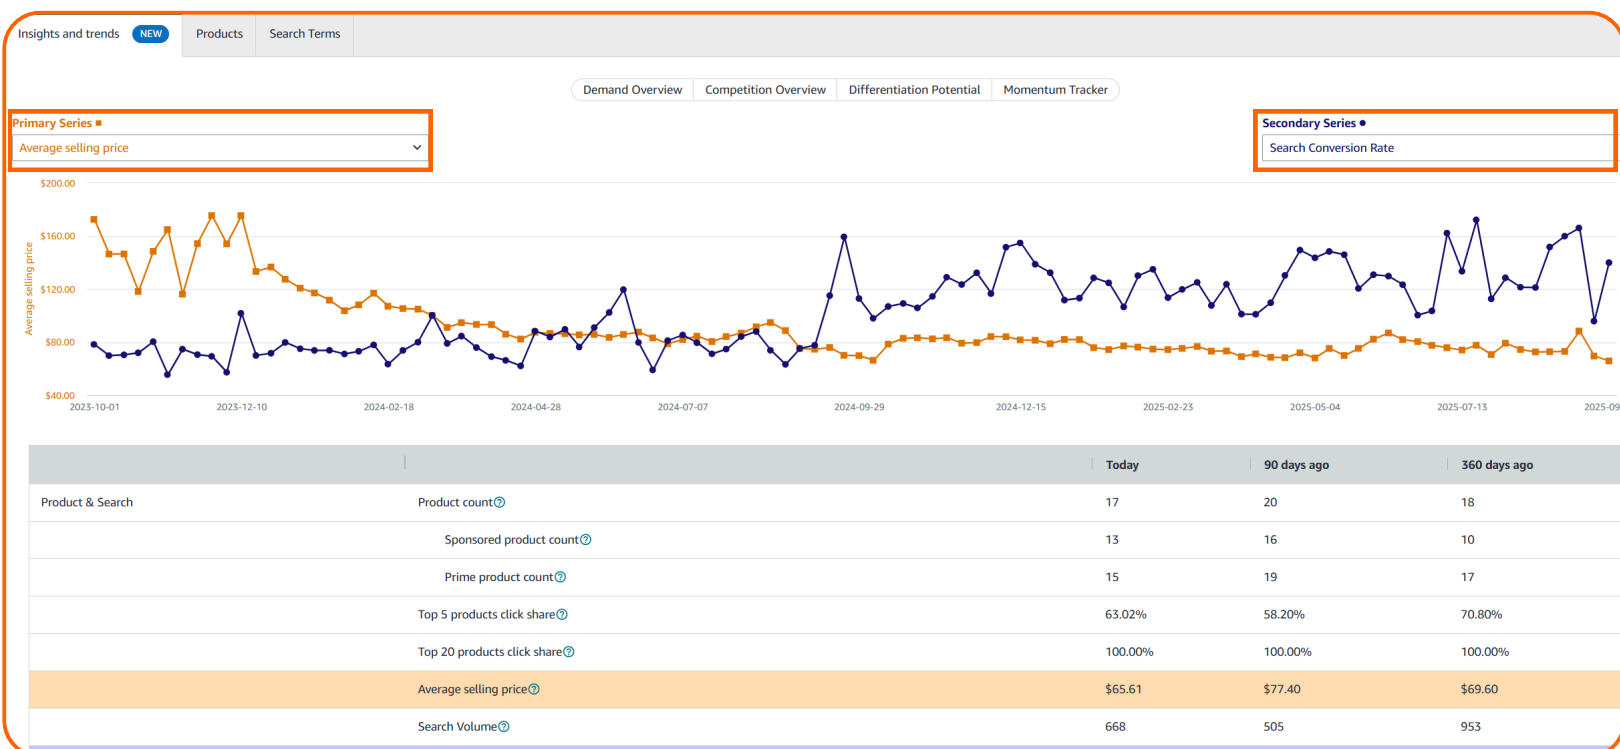 Insights and trends NEW Products Search Terms
Demand Overview Competition Overview Differentiation Potential Momentum Tracker
Primary Series
Average selling price
Secondary Series
Search Conversion Rate
Average selling price
$200.00
$160.00
$120.00
$80.00
$40.00
2023-10-01 2023-12-10 2024-02-18 2024-04-28 2024-07-07 2024-09-29 2024-12-15 2025-02-23 2025-05-04 2025-07-13 2025-09
Today 90 days ago 360 days ago
Product & Search Product count 17 20 18
Sponsored product count 13 16 10
Prime product count 15 19 17
Top 5 products click share 63.02% 58.20% 70.80%
Top 20 products click share 100.00% 100.00% 100.00%
Average selling price $65.61 $77.40 $69.60
Search Volume 668 505 953